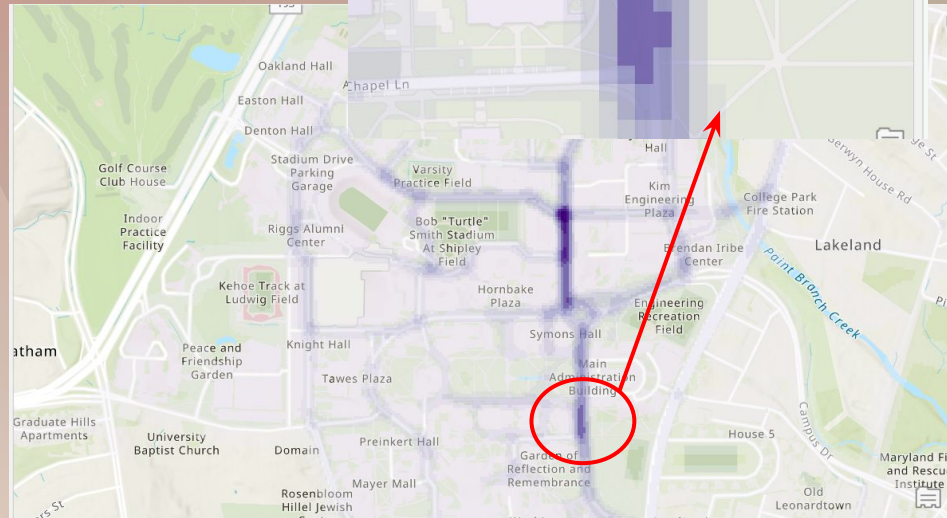 193
Oakland Hall
Chapel Ln
Easton Hall
Denton Hall
Hall
Stadium Drive
Parking
Garage
Varsity
Practice Field
Golf Course
Club House
Kim
Engineering
Plaza
College Park
Fire Station
Berwyn House Rd
Indoor
Practice
Facility
Riggs Alumni
Center
Bob "Turtle"
Smith Stadium
At Shipley
Field
Brendan Iribe
Center
Lakeland
Paint Branch Creek
Kehoe Track at
Ludwig Field
Hornbake
Plaza
Engineering
Recreation
Field
Symons Hall
atham
Peace and
Friendship
Garden
Knight Hall
Main
Administration
Building
Tawes Plaza
Graduate Hills
Apartments
University
Baptist Church
Domain
Preinkert Hall
House 5
Campus Dr
Garden of
Reflection and
Remembrance
Mayer Mall
Maryland Fi
and Rescu
Institute
Rosenbloom
Hillel Jewish
Old
Leonardtown